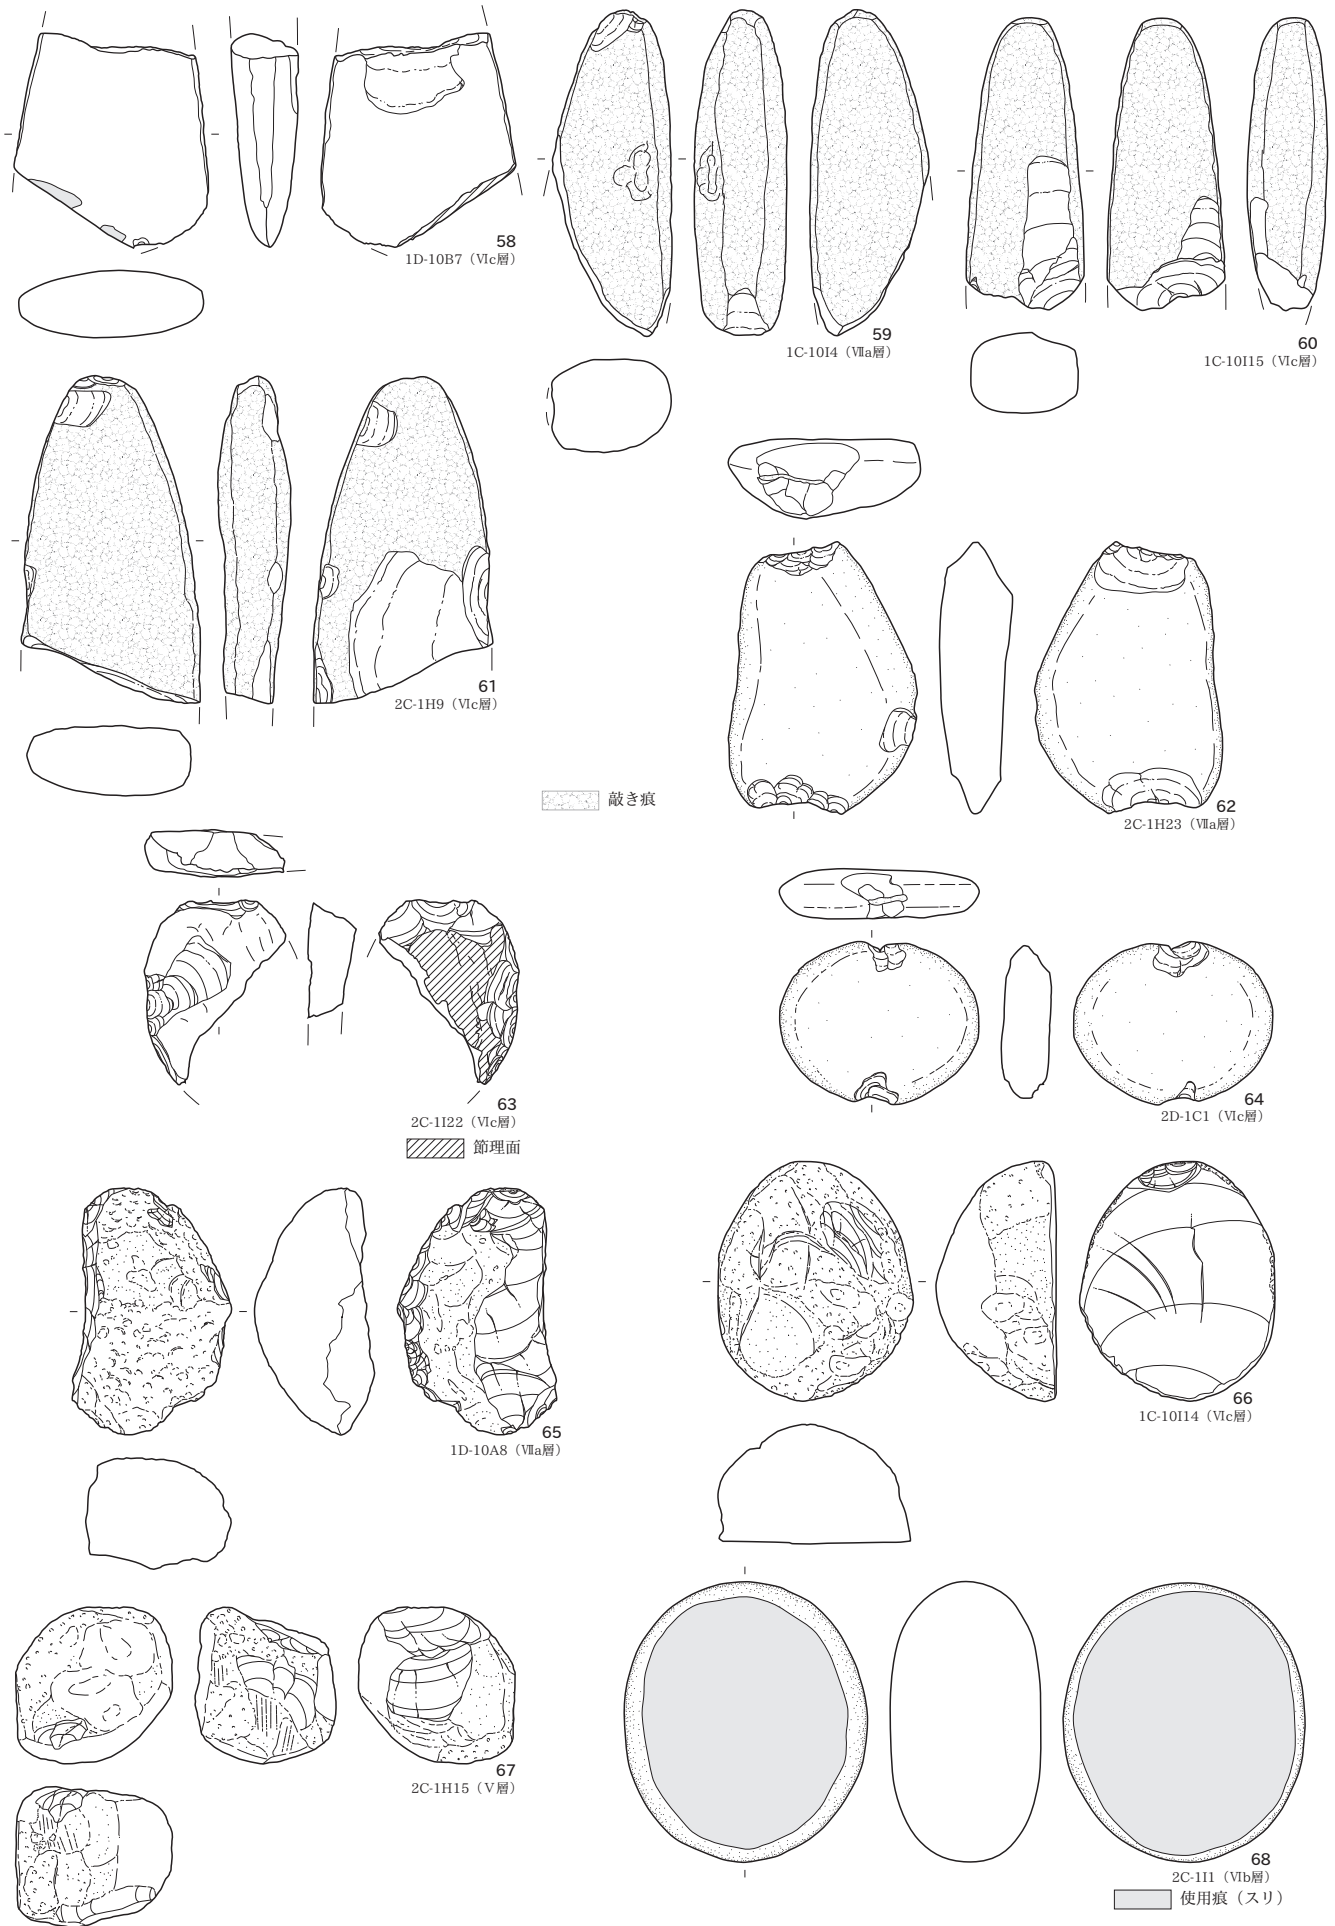 58
1D-10B7（Ⅵc層）
59
1C-10I4（Ⅶa層）
60
1C-10I15（Ⅵc層）
61
2C-1H9（Ⅵc層）
敲き痕
62
2C-1H23（Ⅶa層）
63
2C-1I22（Ⅵc層）
節理面
64
2D-1C1（Ⅵc層）
65
1D-10A8（Ⅶa層）
66
1C-10I14（Ⅵc層）
67
2C-1H15（Ⅴ層）
68
2C-1I1（Ⅵb層）
使用痕（スリ）